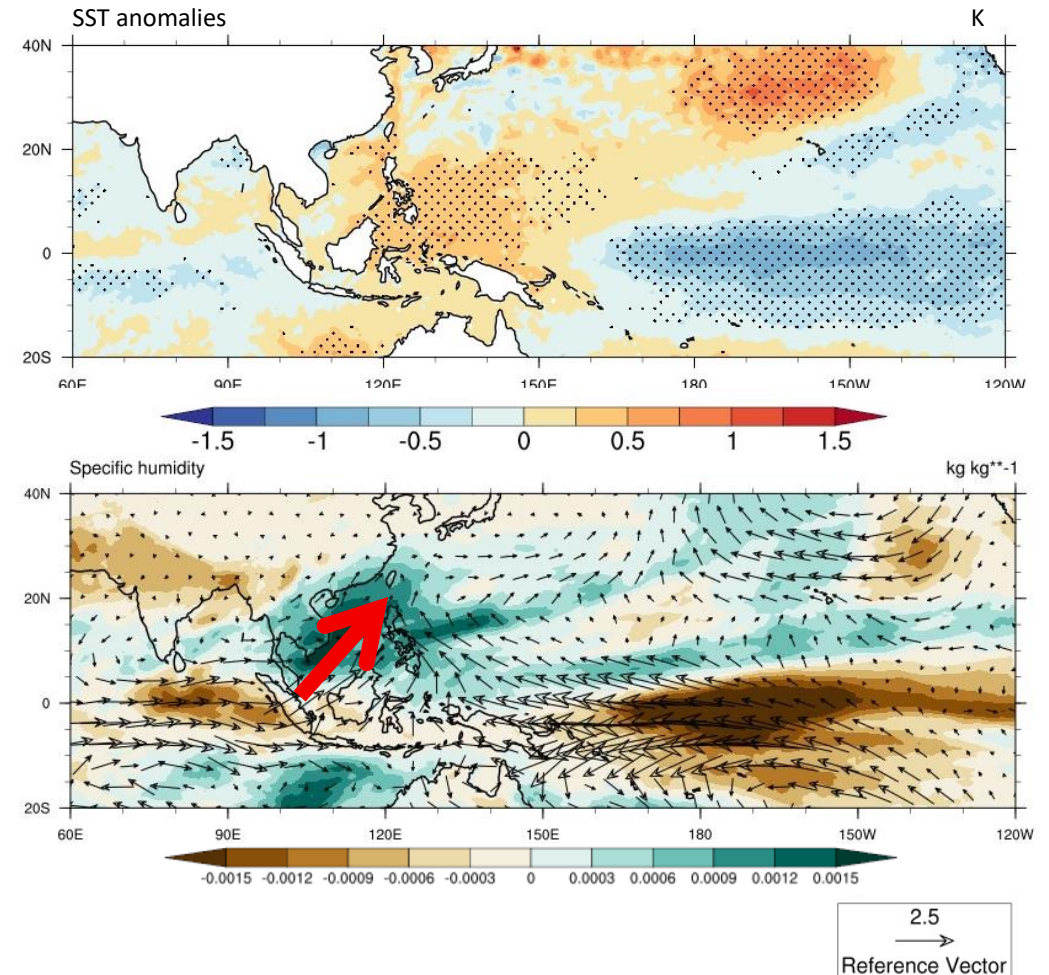 SST anomalies K
40N
20N
0
20S
60E 90E 120E 150E 180 150W 120W
-1.5 -1 -0.5 0 0.5 1 1.5
Specific humidity kg kg**-1
40N
20N
0
20S
60E 90E 120E 150E 180 150W 120W
-0.0015 -0.0012 -0.0009 -0.0006 -0.0003 0 0.0003 0.0006 0.0009 0.0012 0.0015
2.5
Reference Vector